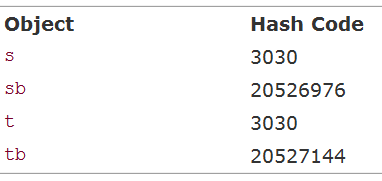 Object Hash Code
s 3030
sb 20526976
t 3030
tb 20527144